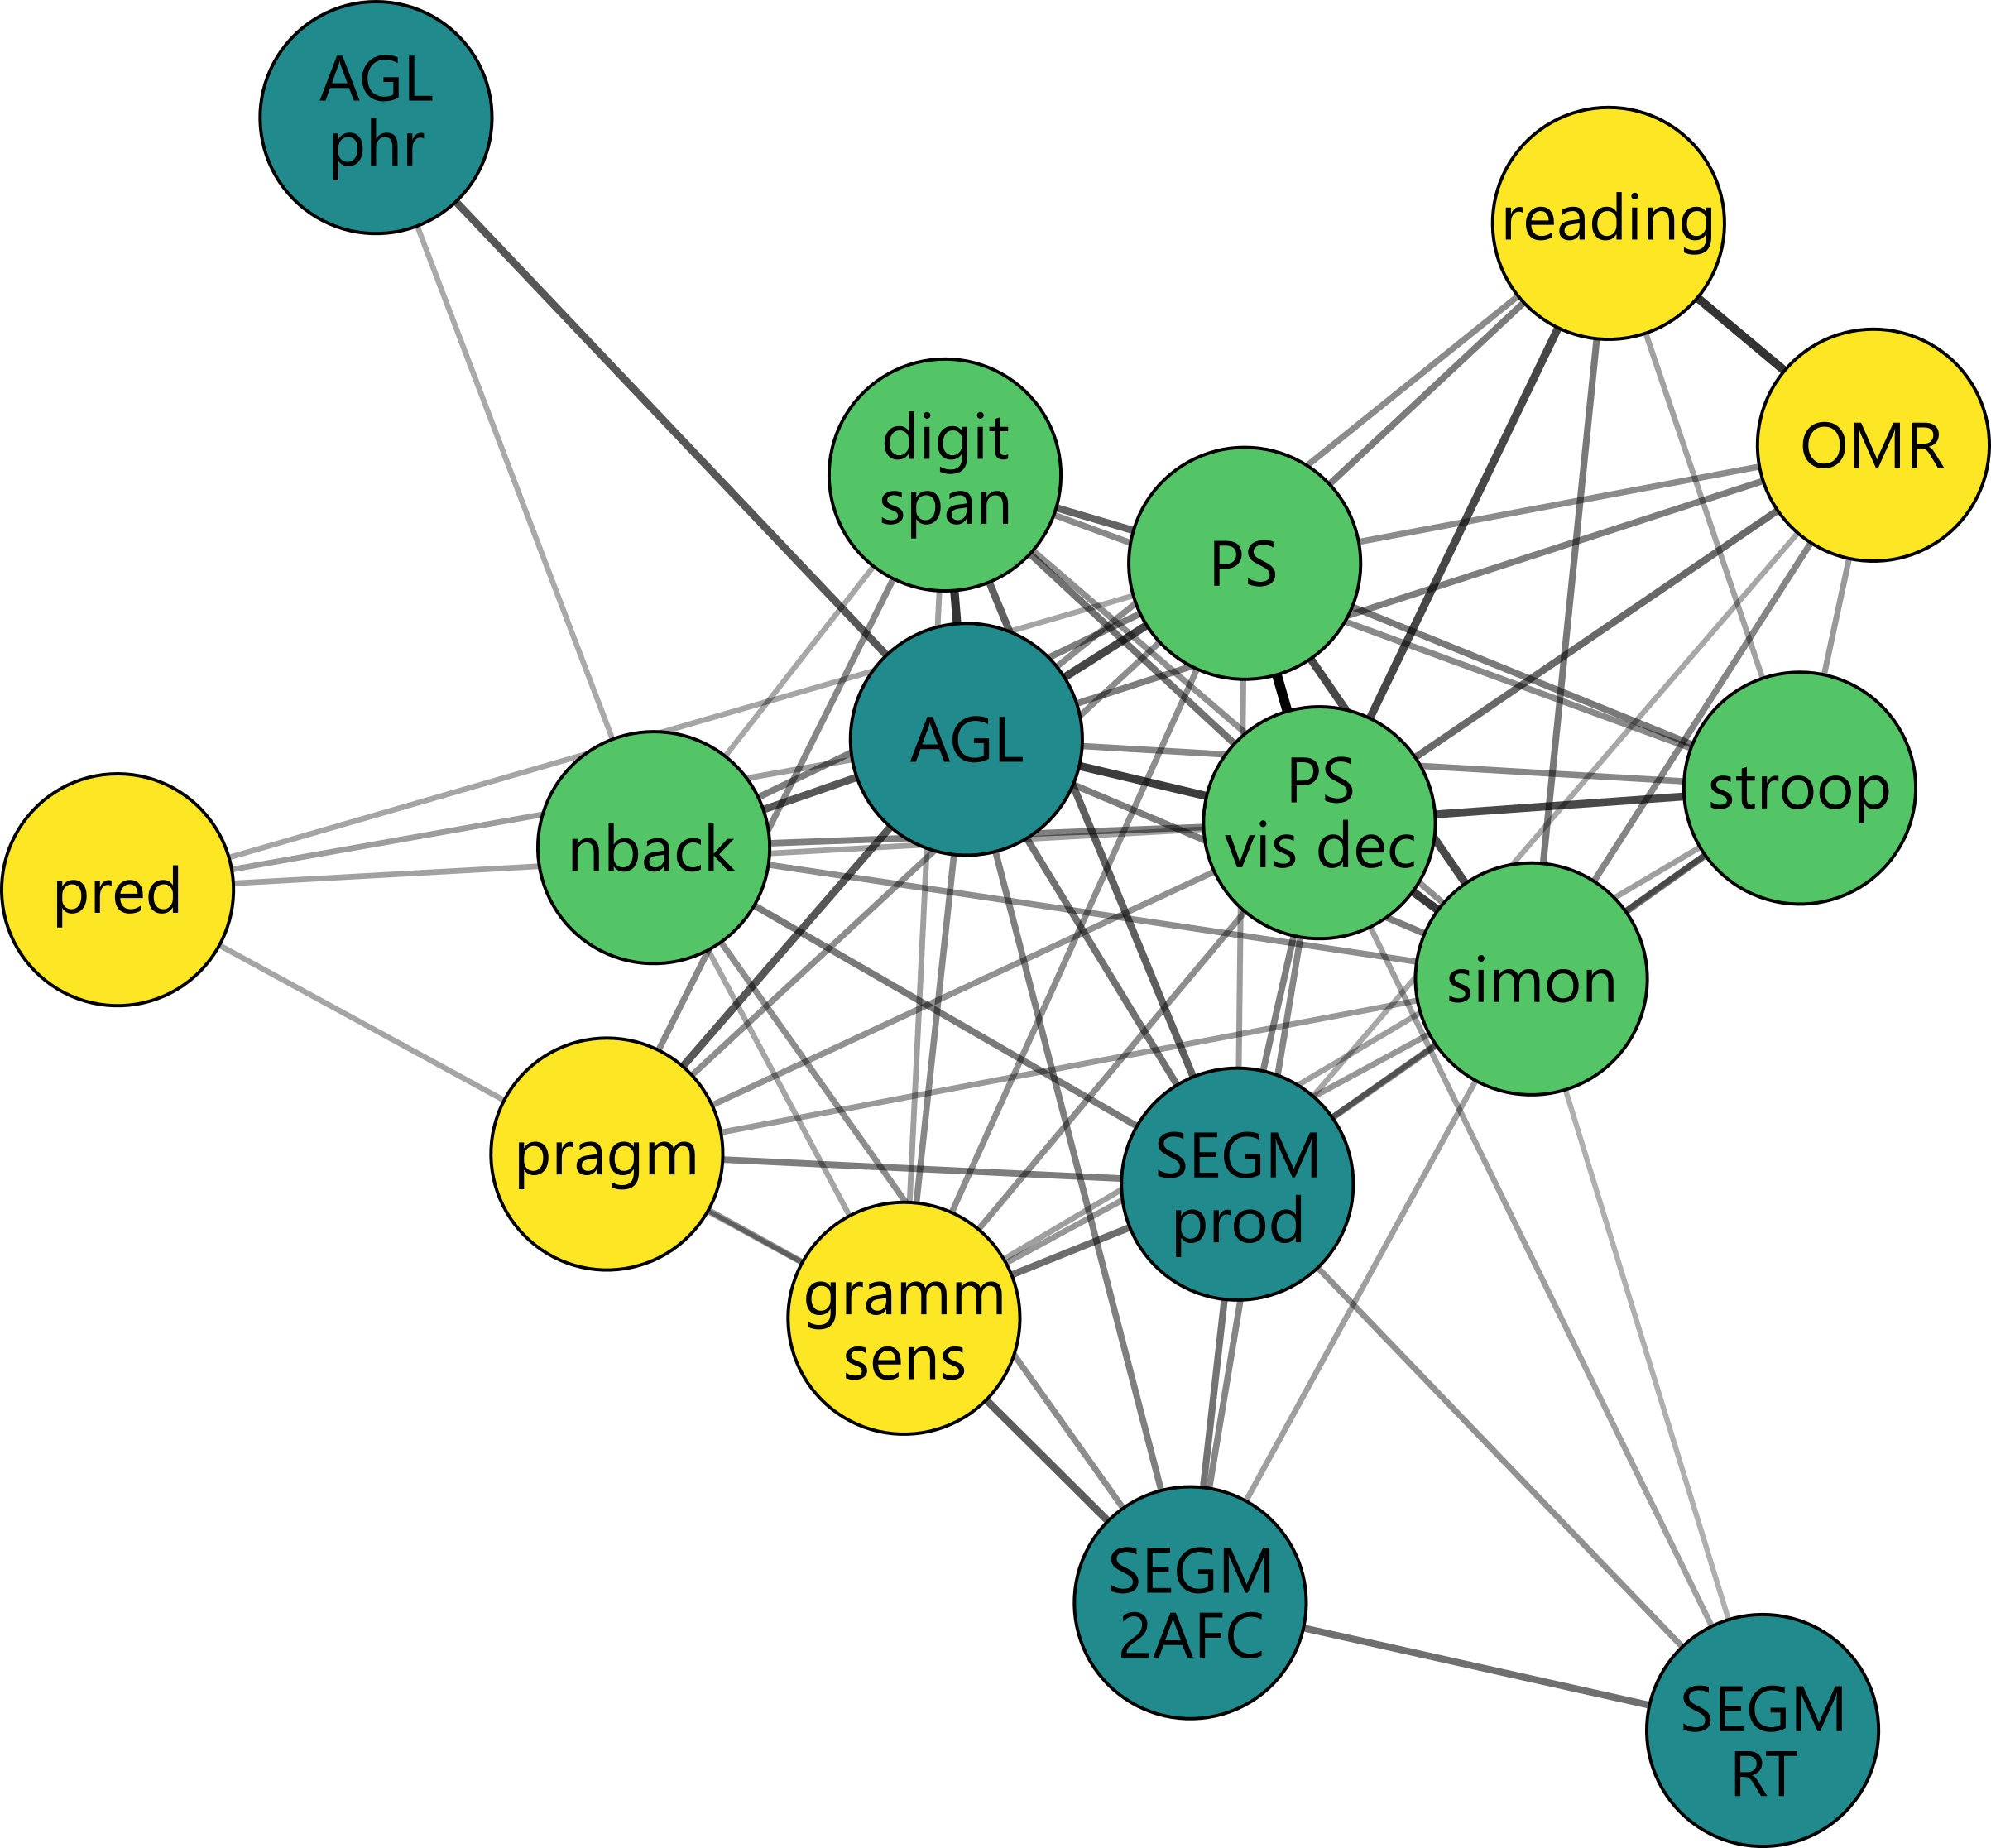 AGL
phr
reading
OMR
digit
span
PS
AGL
PS
vis dec
stroop
nback
pred
simon
pragm
SEGM
prod
gramm
sens
SEGM
2AFC
SEGM
RT